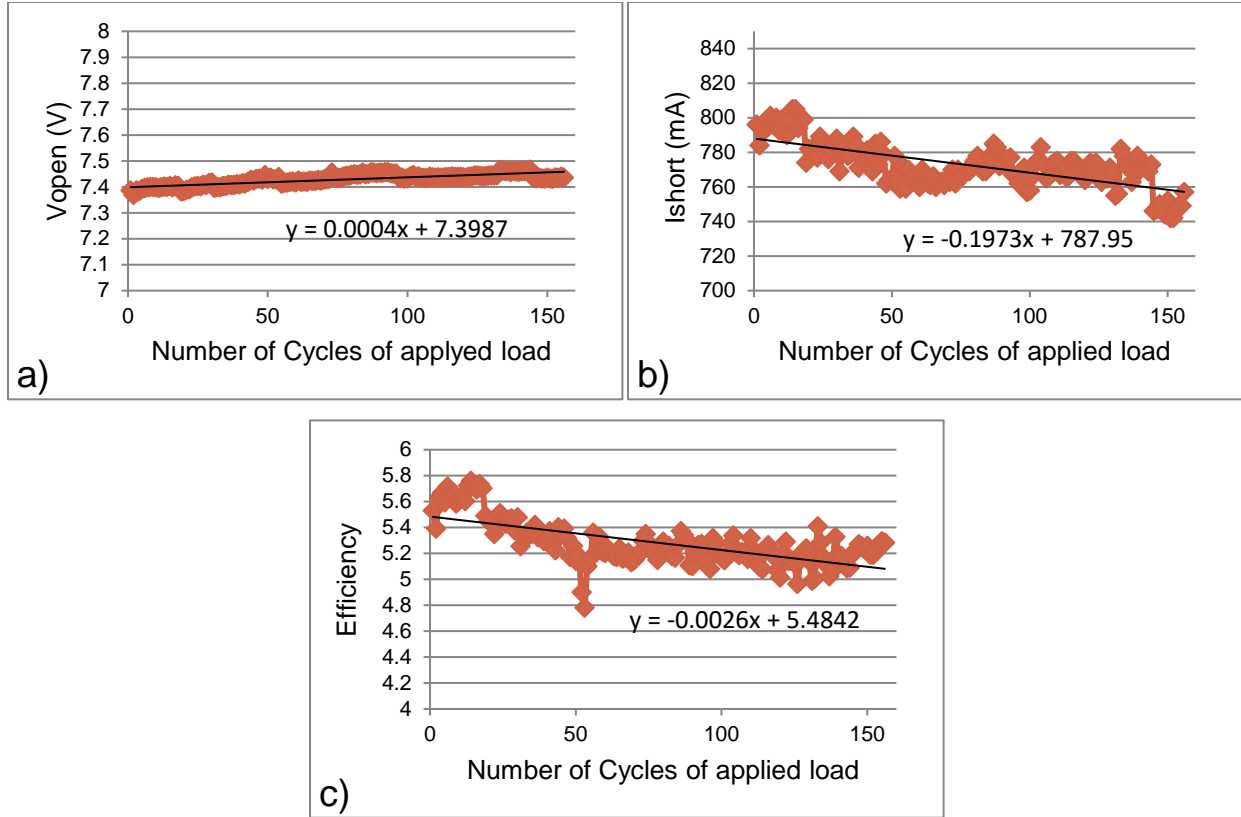 8
7.9
7.8
7.7
7.6
7.5
7.4
7.3
7.2
7.1
7
Vopen (V)
y = 0.0004x + 7.3987
0 50 100 150
Number of Cycles of applyed load
a)
840
820
800
780
760
740
720
700
Ishort (mA)
y = -0.1973x + 787.95
0 50 100 150
Number of Cycles of applied load
b)
6
5.8
5.6
5.4
5.2
5
4.8
4.6
4.4
4.2
4
Efficiency
y = -0.0026x + 5.4842
0 50 100 150
Number of Cycles of applied load
c)